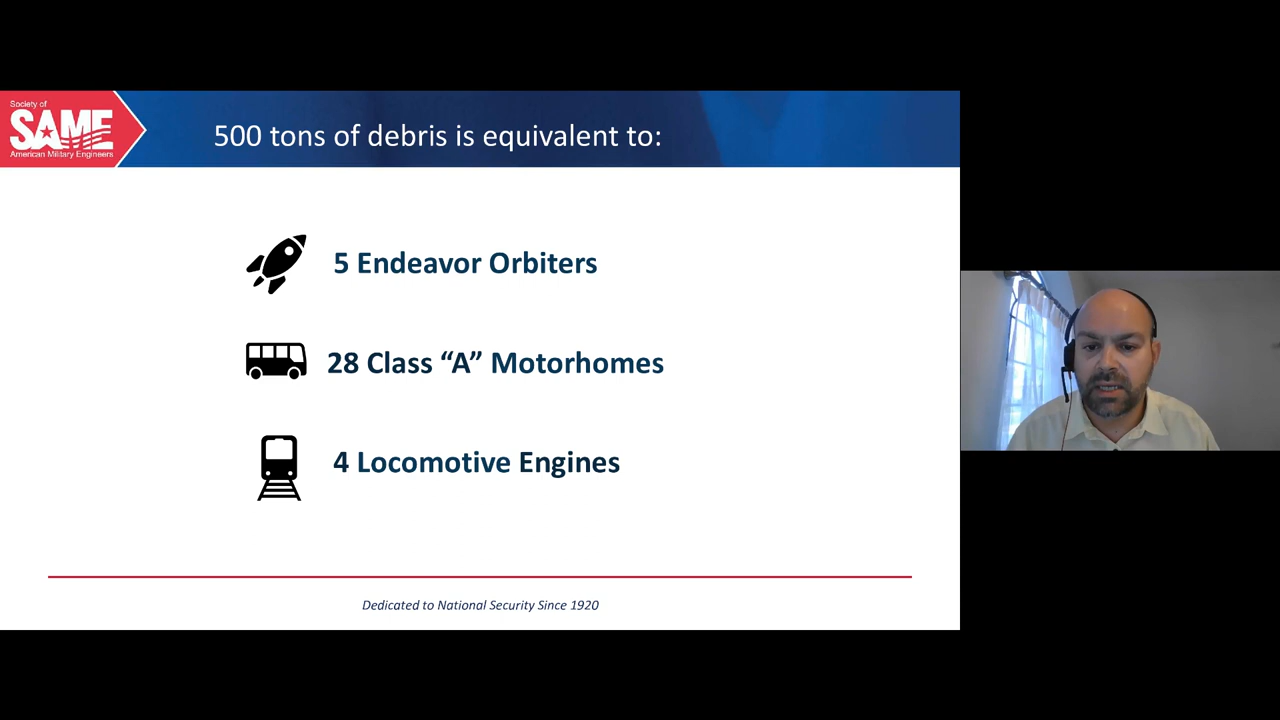 Society of
SAME
American Military Engineers
500 tons of debris is equivalent to:
5 Endeavor Orbiters
28 Class “A” Motorhomes
4 Locomotive Engines
Dedicated to National Security Since 1920